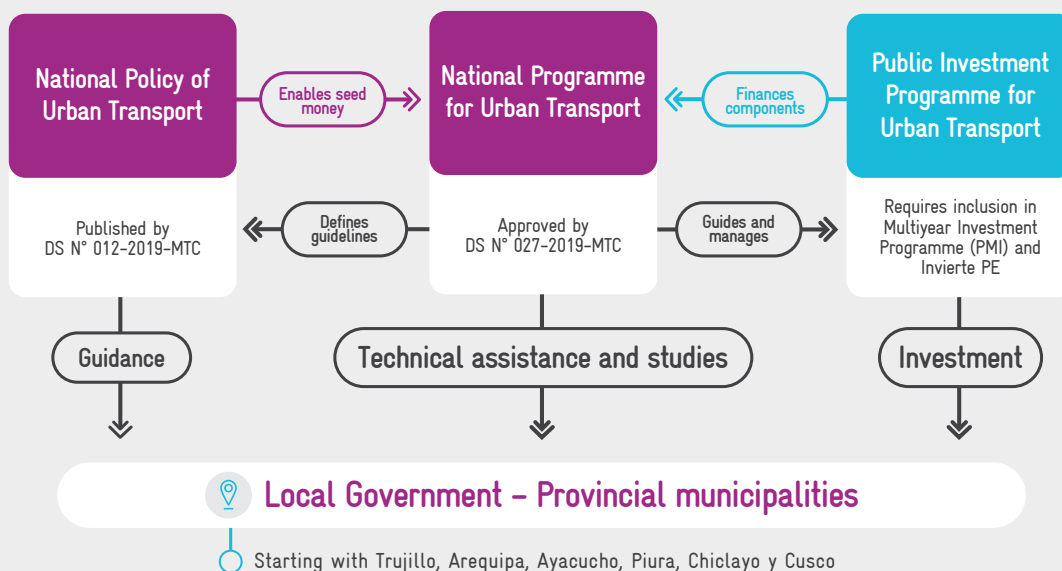 National Policy of
Urban Transport
Enables seed
money
National Programme
for Urban Transport
Finances
components
Public Investment
Programme for
Urban Transport
Published by
DS N° 012-2019-MTC
Defines
guidelines
Approved by
DS N° 027-2019-MTC
Guides and
manages
Requires inclusion in
Multiyear Investment
Programme (PMI) and
Invierte PE
Guidance
Technical assistance and studies
Investment
Local Government – Provincial municipalities
Starting with Trujillo, Arequipa, Ayacucho, Piura, Chiclayo y Cusco